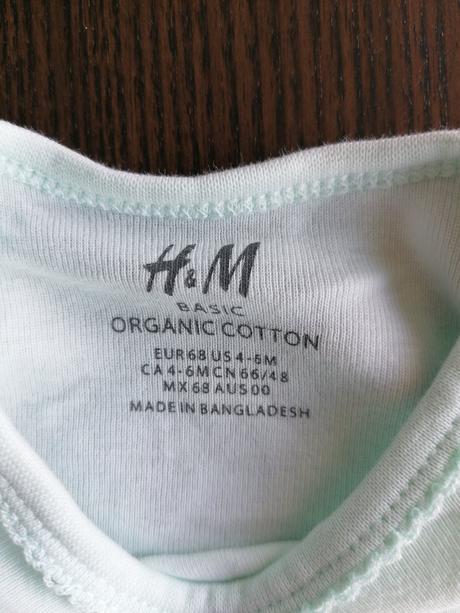 H&M
BASIC
ORGANIC COTTON
EUR 68 US 4-6M
CA 4-6M CN 66/48
MX 68 AUS 00
MADE IN BANGLADESH